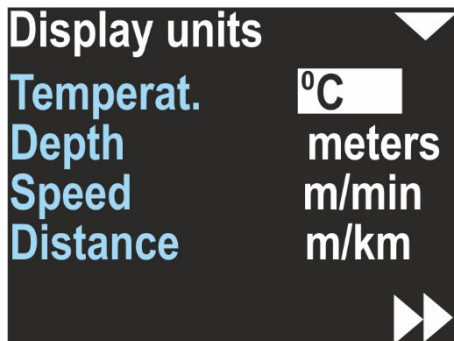 Display units
Temperat. ⁰C
Depth meters
Speed m/min
Distance m/km